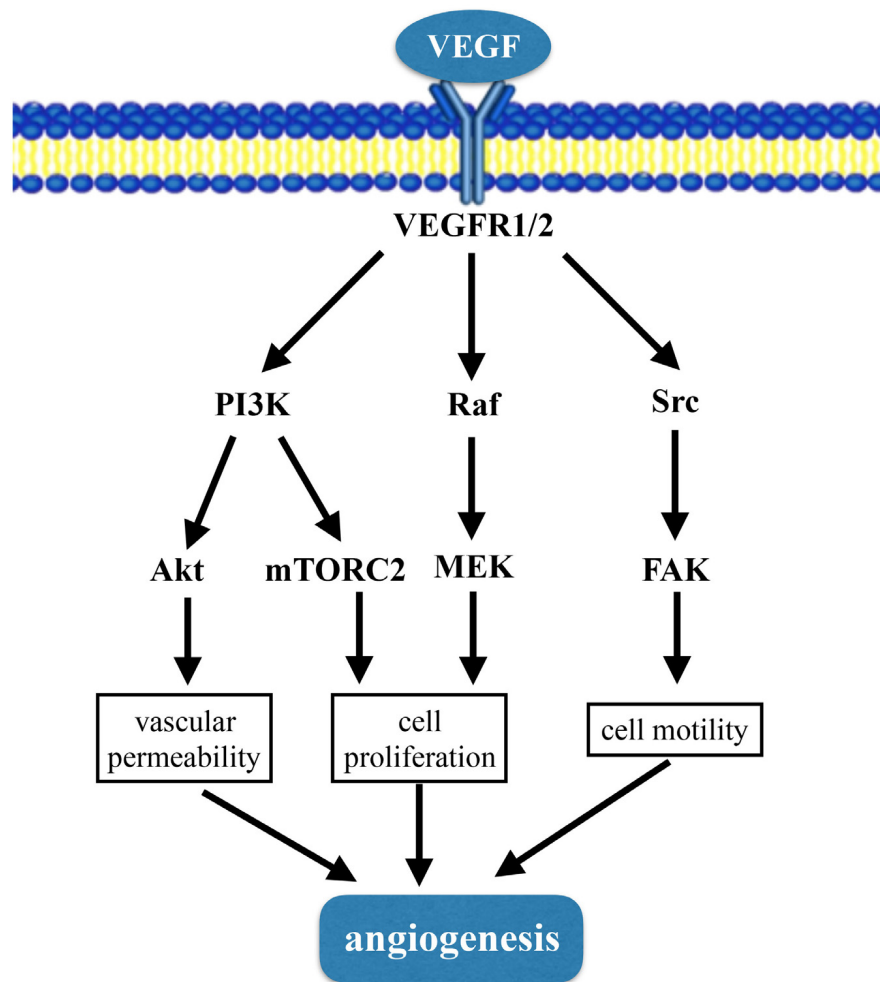 VEGF
VEGFR1/2
PI3K
Raf
Src
Akt
mTORC2
MEK
FAK
vascular
permeability
cell
proliferation
cell motility
angiogenesis